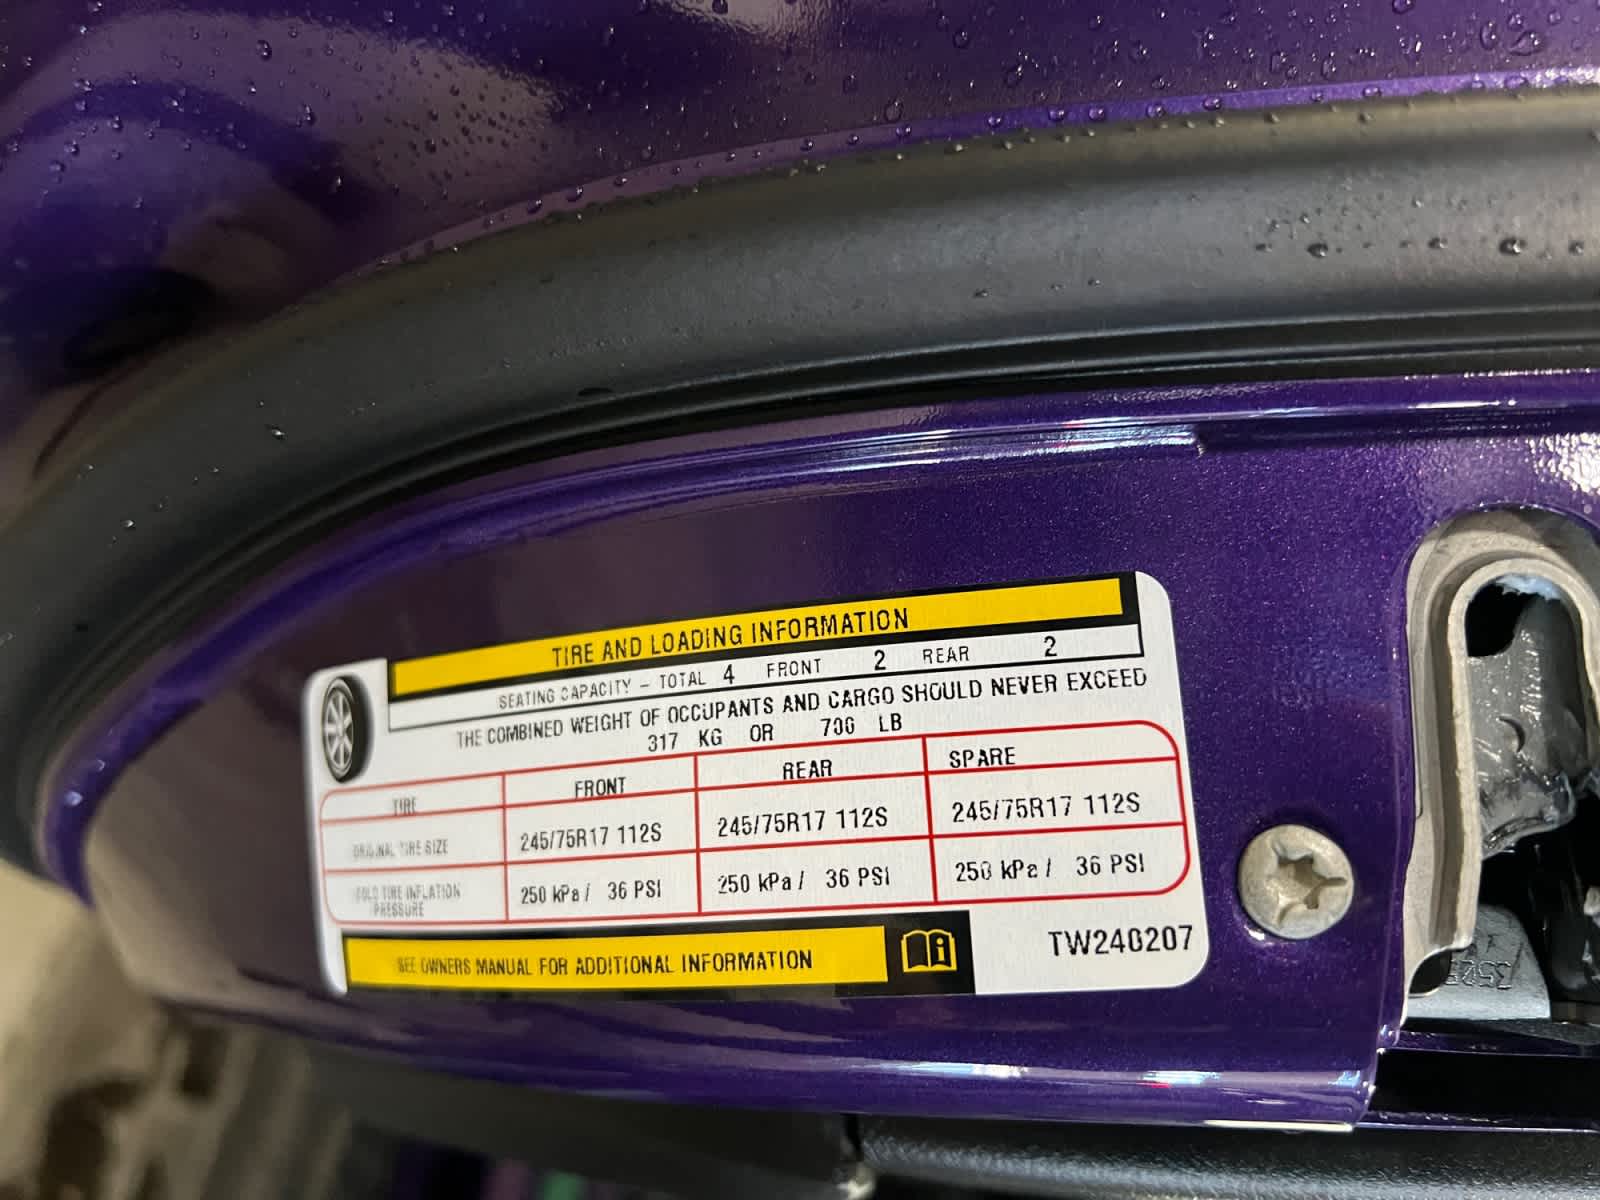 TIRE AND LOADING INFORMATION
SEATING CAPACITY – TOTAL 4 FRONT 2 REAR 2
THE COMBINED WEIGHT OF OCCUPANTS AND CARGO SHOULD NEVER EXCEED
317 KG OR 700 LB
TIRE FRONT REAR SPARE
ORIGINAL TIRE SIZE 245/75R17 112S 245/75R17 112S 245/75R17 112S
COLD TIRE INFLATION PRESSURE 250 kPa / 36 PSI 250 kPa / 36 PSI 250 kPa / 36 PSI
SEE OWNERS MANUAL FOR ADDITIONAL INFORMATION
TW240207